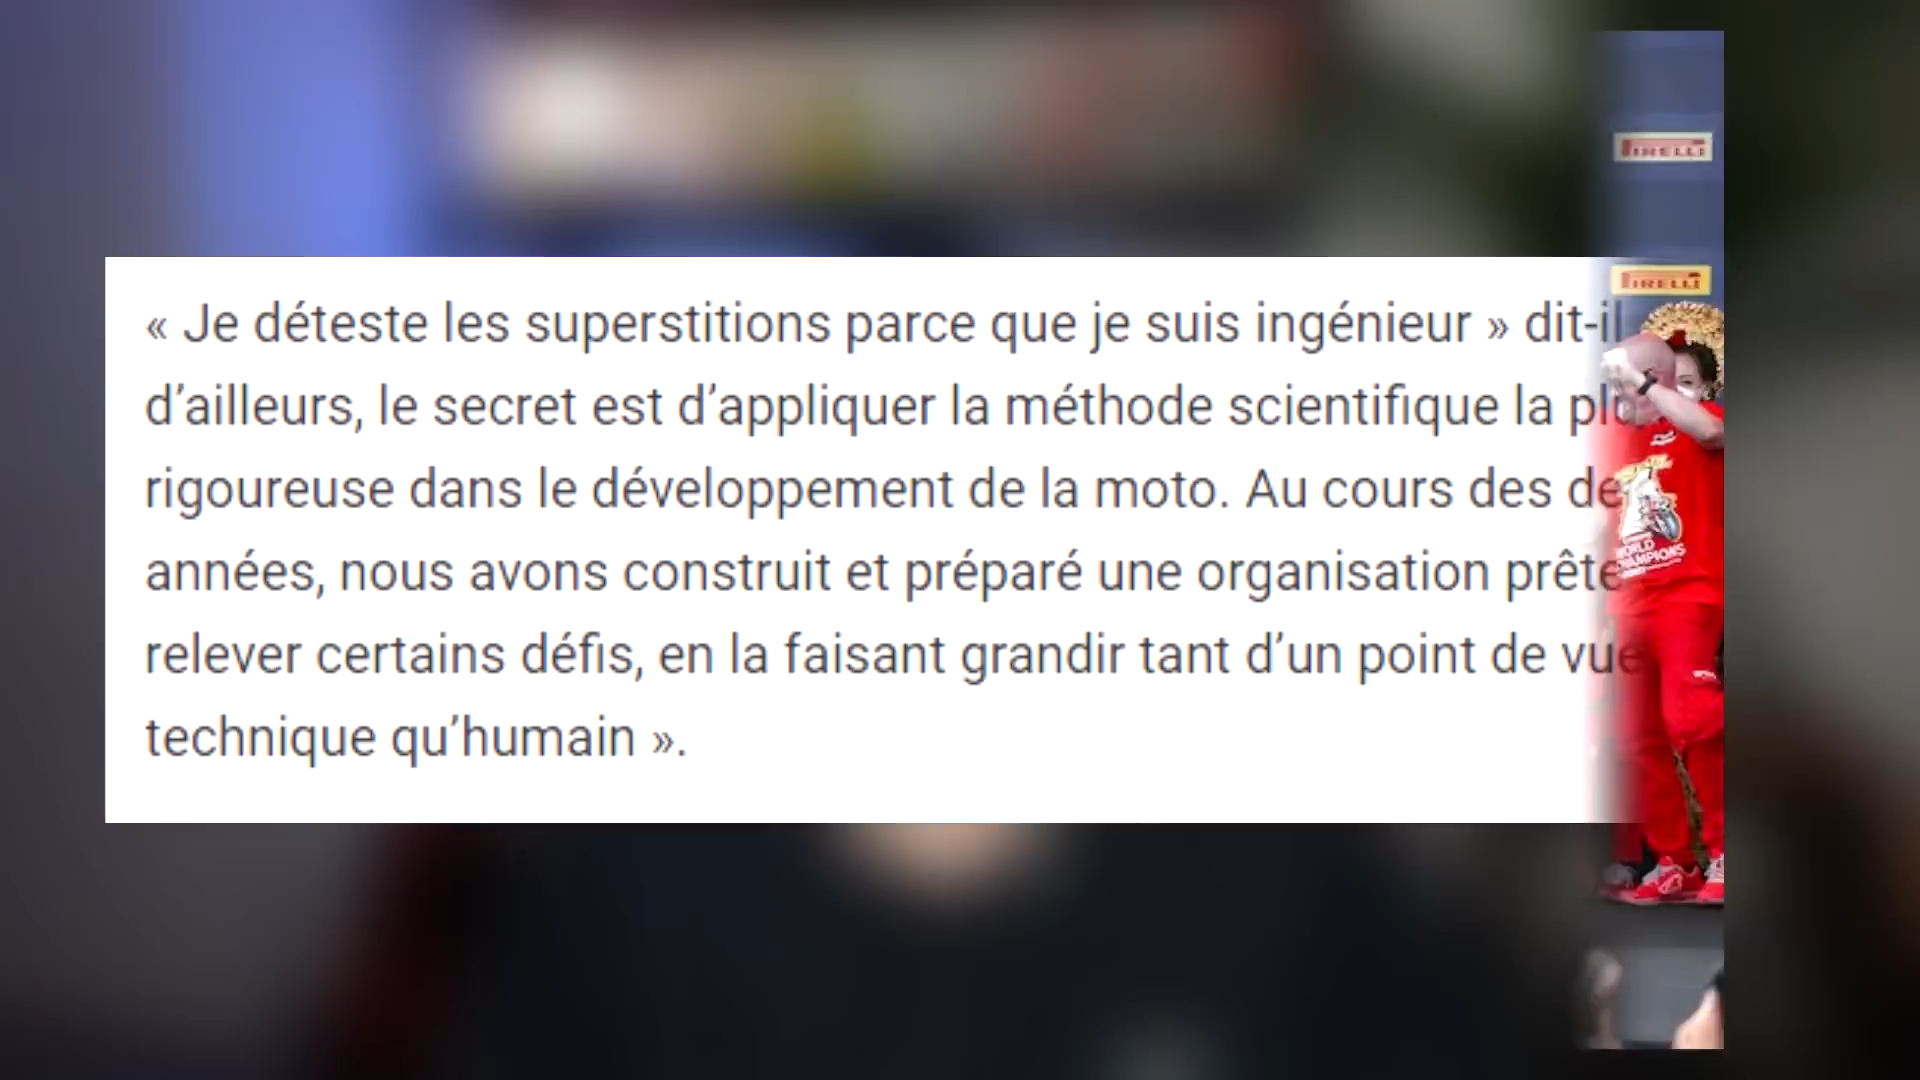 « Je déteste les superstitions parce que je suis ingénieur » dit-il
d’ailleurs, le secret est d’appliquer la méthode scientifique la
rigoureuse dans le développement de la moto. Au cours des
années, nous avons construit et préparé une organisation prête
relever certains défis, en la faisant grandir tant d’un point de vue
technique qu’humain ».
PIRELLI
PIRELLI
WORLD
CHAMPIONS